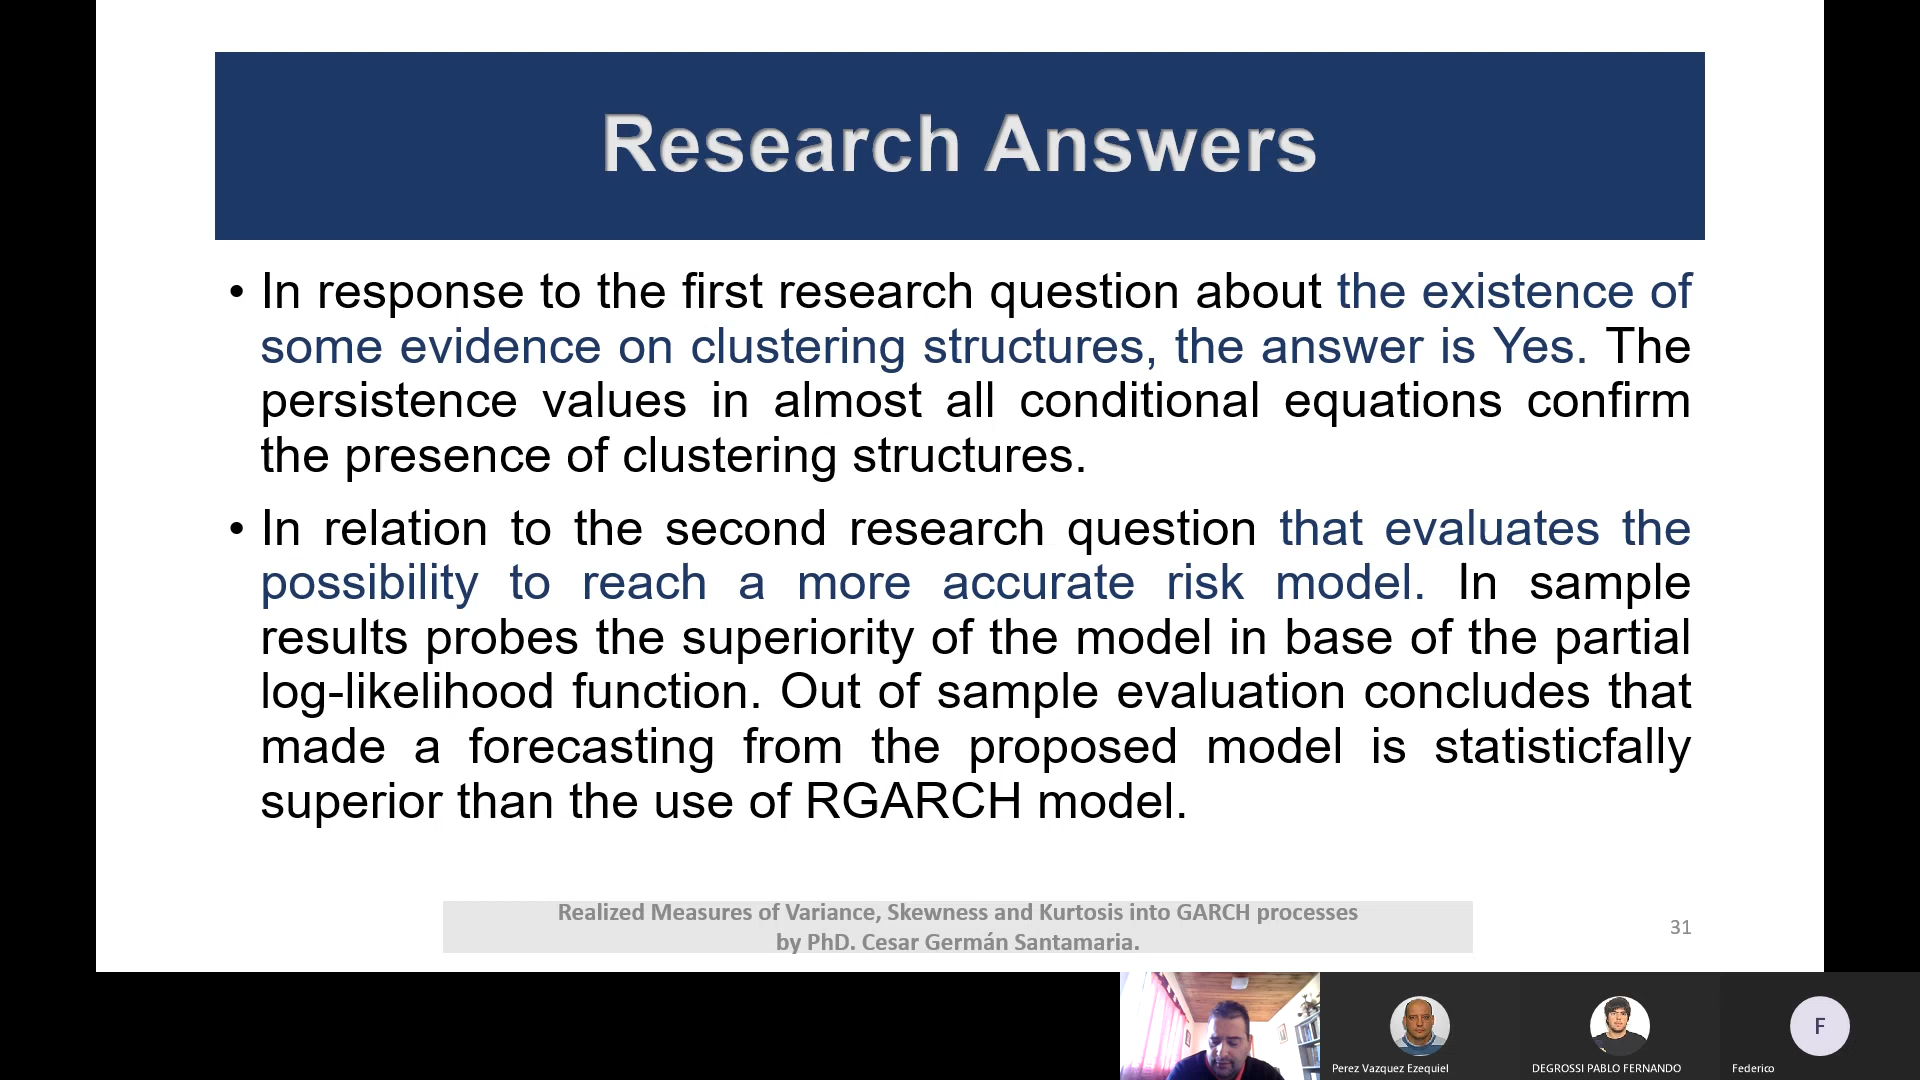 Research Answers
• In response to the first research question about the existence of
some evidence on clustering structures, the answer is Yes. The
persistence values in almost all conditional equations confirm
the presence of clustering structures.
• In relation to the second research question that evaluates the
possibility to reach a more accurate risk model. In sample
results probes the superiority of the model in base of the partial
log-likelihood function. Out of sample evaluation concludes that
made a forecasting from the proposed model is statisticfally
superior than the use of RGARCH model.
Realized Measures of Variance, Skewness and Kurtosis into GARCH processes
by PhD. Cesar Germán Santamaria.
31
F
Perez Vazquez Ezequiel
DEGROSSI PABLO FERNANDO
Federico